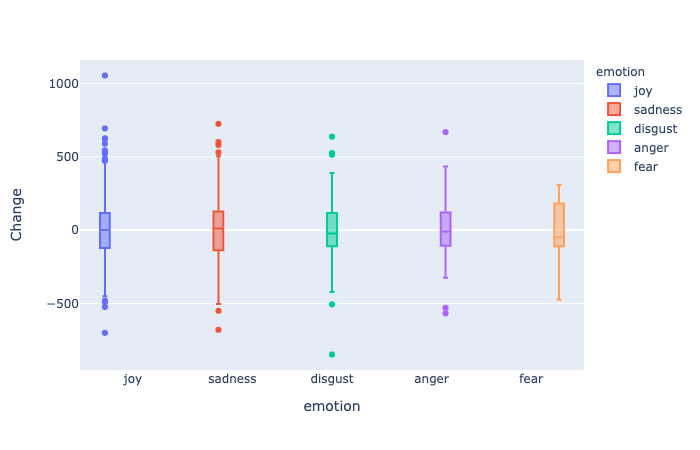 1000
500
0
−500
Change
joy
sadness
disgust
anger
fear
emotion
emotion
joy
sadness
disgust
anger
fear